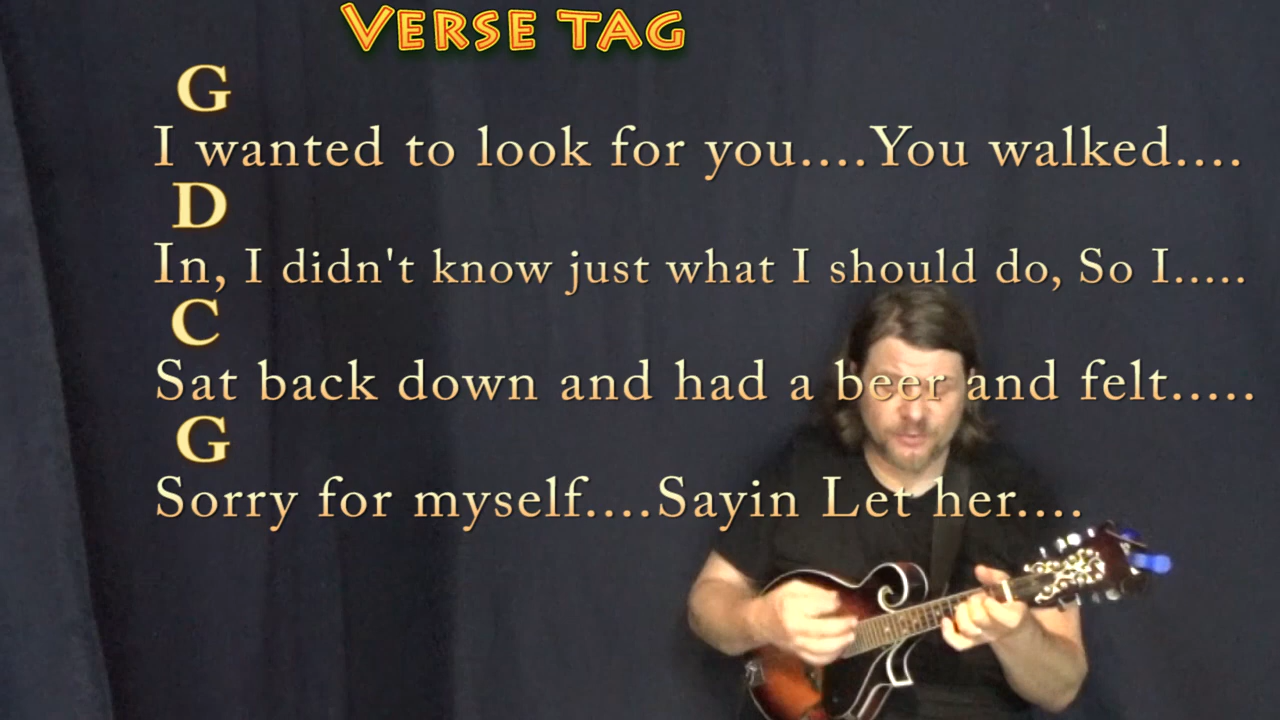 VERSE TAG
G
I wanted to look for you....You walked....
D
In, I didn't know just what I should do, So I.....
C
Sat back down and had a beer and felt.....
G
Sorry for myself....Sayin Let her....